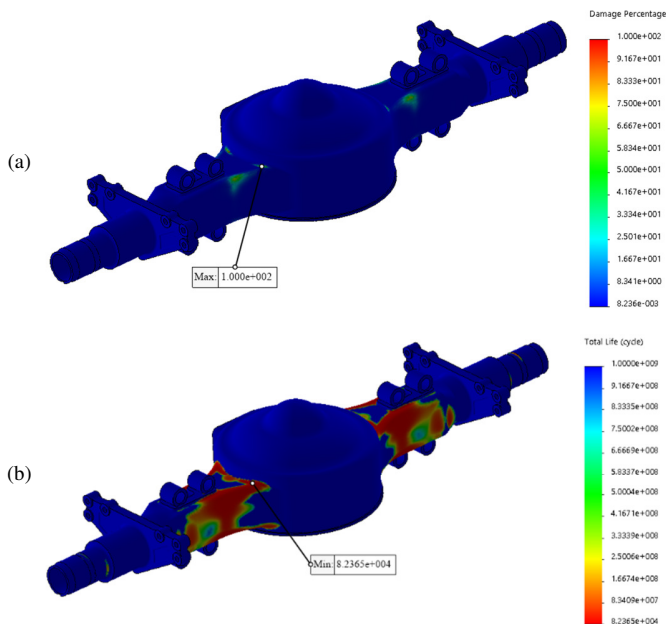 Damage Percentage
1.000e+002
9.167e+001
8.333e+001
7.500e+001
6.667e+001
5.834e+001
5.001e+001
4.167e+001
3.334e+001
2.501e+001
1.667e+001
8.341e+000
8.236e-003
(a)
Max: 1.000e+002
Total Life (cycle)
1.0000e+009
9.1667e+008
8.3335e+008
7.5002e+008
6.6669e+008
5.8337e+008
5.0004e+008
4.1671e+008
3.3339e+008
2.5006e+008
1.6674e+008
8.3409e+007
8.2365e+004
(b)
Min: 8.2365e+004